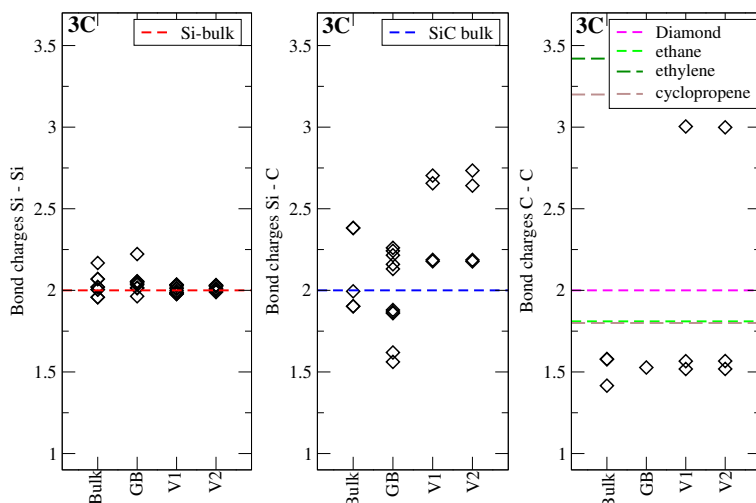 3C
Si-bulk
Bond charges Si - Si
3.5
3
2.5
2
1.5
1
Bulk
GB
V1
V2
3C
SiC bulk
Bond charges Si - C
3.5
3
2.5
2
1.5
1
Bulk
GB
V1
V2
3C
Diamond
ethane
ethylene
cyclopropene
Bond charges C - C
3.5
3
2.5
2
1.5
1
Bulk
GB
V1
V2